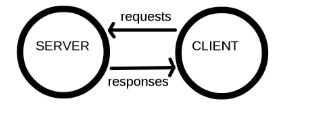 requests
SERVER
CLIENT
responses